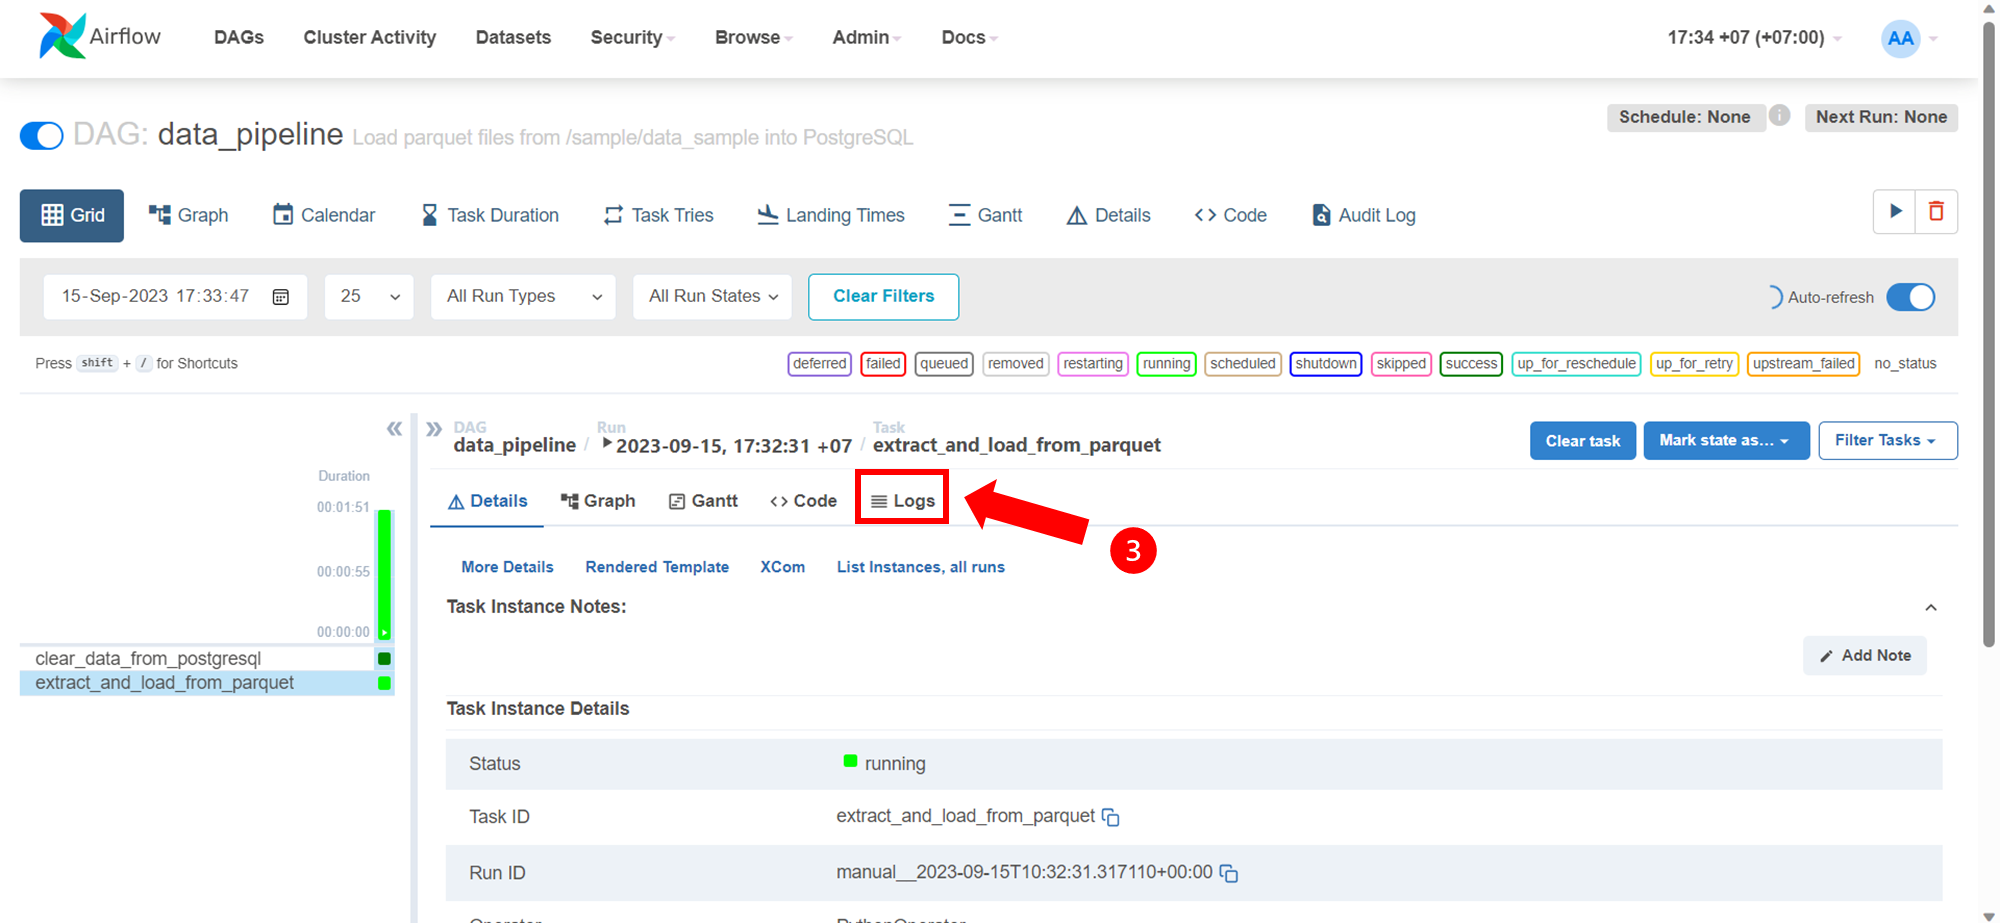 Airflow DAGs Cluster Activity Datasets Security Browse Admin Docs 17:34 +07 (+07:00) AA
Schedule: None i Next Run: None
DAG: data_pipeline Load parquet files from /sample/data_sample into PostgreSQL
Grid Graph Calendar Task Duration Task Tries Landing Times Gantt Details Code Audit Log
15-Sep-2023 17:33:47 25 All Run Types All Run States Clear Filters Auto-refresh
Press shift + / for Shortcuts deferred failed queued removed restarting running scheduled shutdown skipped success up_for_reschedule up_for_retry upstream_failed no_status
DAG Run Task
data_pipeline / 2023-09-15, 17:32:31 +07 / extract_and_load_from_parquet Clear task Mark state as... Filter Tasks
Duration
00:01:51
00:00:55
00:00:00
clear_data_from_postgresql
extract_and_load_from_parquet
Details Graph Gantt Code Logs
3
More Details Rendered Template XCom List Instances, all runs
Task Instance Notes:
Add Note
Task Instance Details
Status running
Task ID extract_and_load_from_parquet
Run ID manual__2023-09-15T10:32:31.317110+00:00